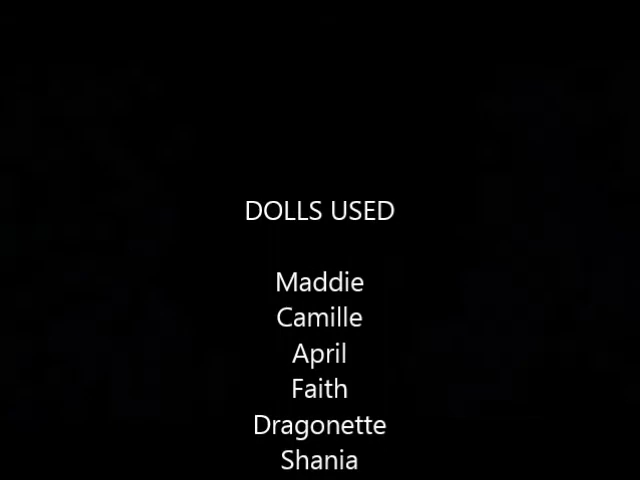 DOLLS USED
Maddie
Camille
April
Faith
Dragonette
Shania